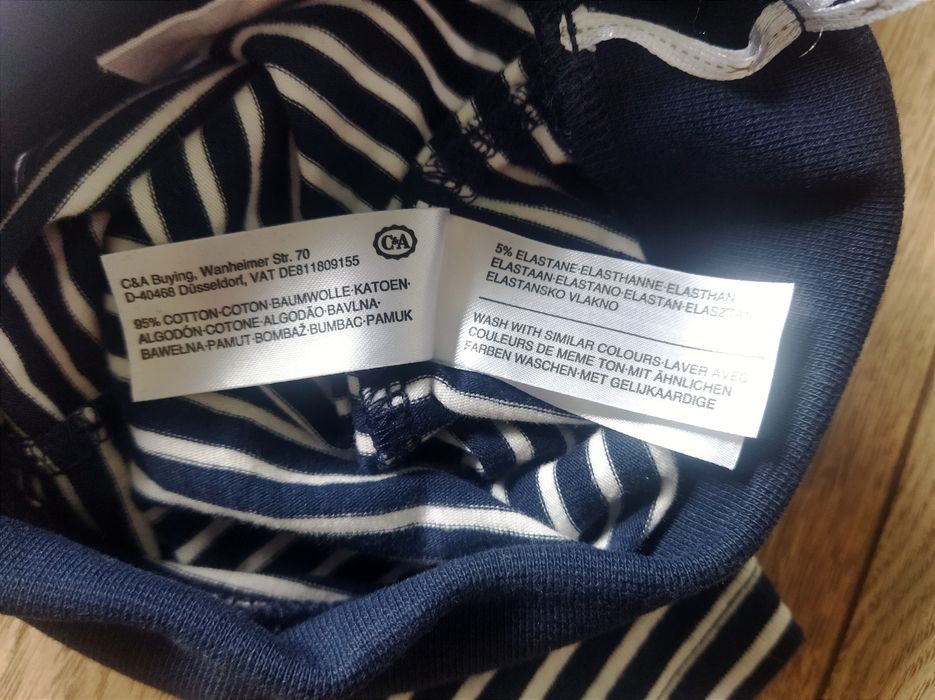 C&A
C&A Buying, Wanheimer Str. 70
D-40468 Düsseldorf, VAT DE811809155
95% COTTON·COTON·BAUMWOLLE·KATOEN·
ALGODÓN·COTONE·ALGODÃO·BAVLNA·
BAWEŁNA·PAMUT·BOMBAŽ·BUMBAC·PAMUK
5% ELASTANE·ELASTHANNE·ELASTHAN
ELASTAAN·ELASTANO·ELASTAN·ELASZTÁN
ELASTANSKO VLAKNO
WASH WITH SIMILAR COLOURS·LAVER AVEC
COULEURS DE MEME TON·MIT ÄHNLICHEN
FARBEN WASCHEN·MET GELIJKAARDIGE